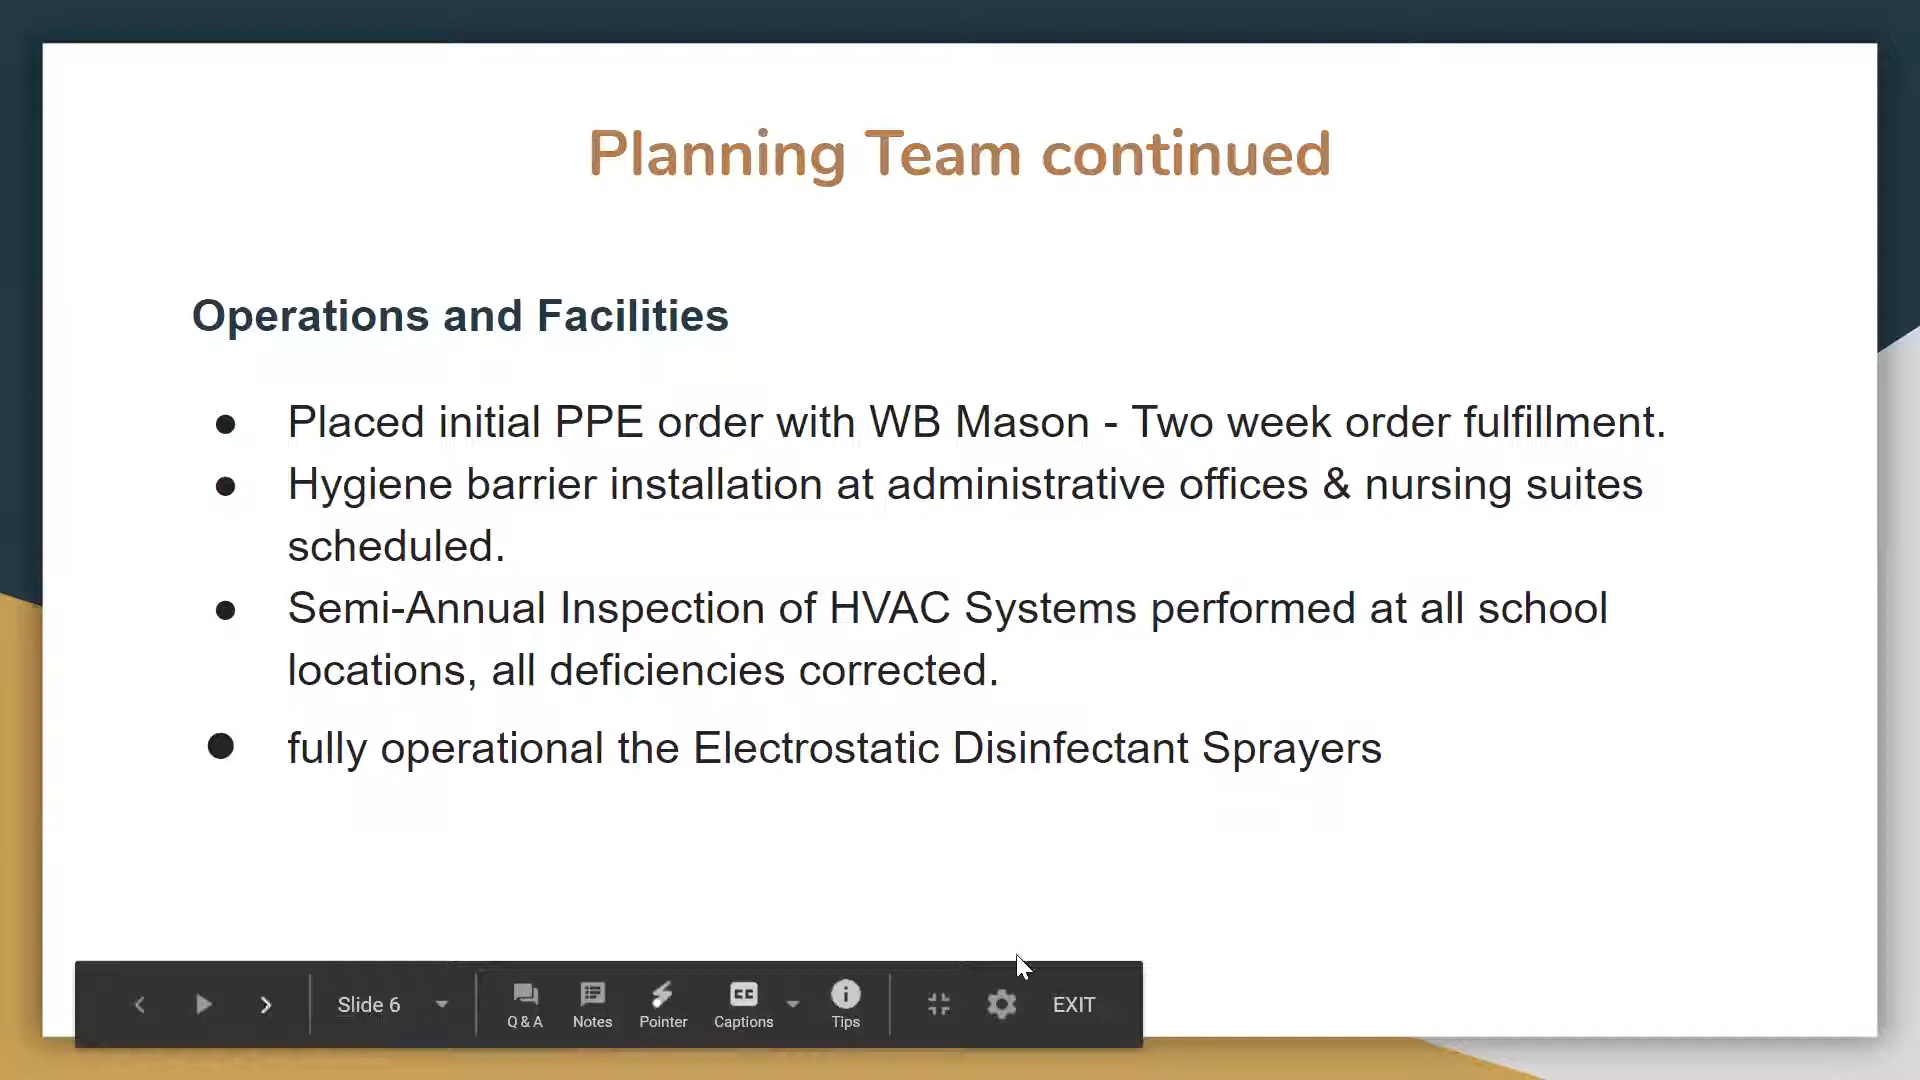 Planning Team continued
Operations and Facilities
● Placed initial PPE order with WB Mason - Two week order fulfillment.
● Hygiene barrier installation at administrative offices & nursing suites
scheduled.
● Semi-Annual Inspection of HVAC Systems performed at all school
locations, all deficiencies corrected.
● fully operational the Electrostatic Disinfectant Sprayers
Slide 6
Q & A Notes Pointer Captions Tips
EXIT